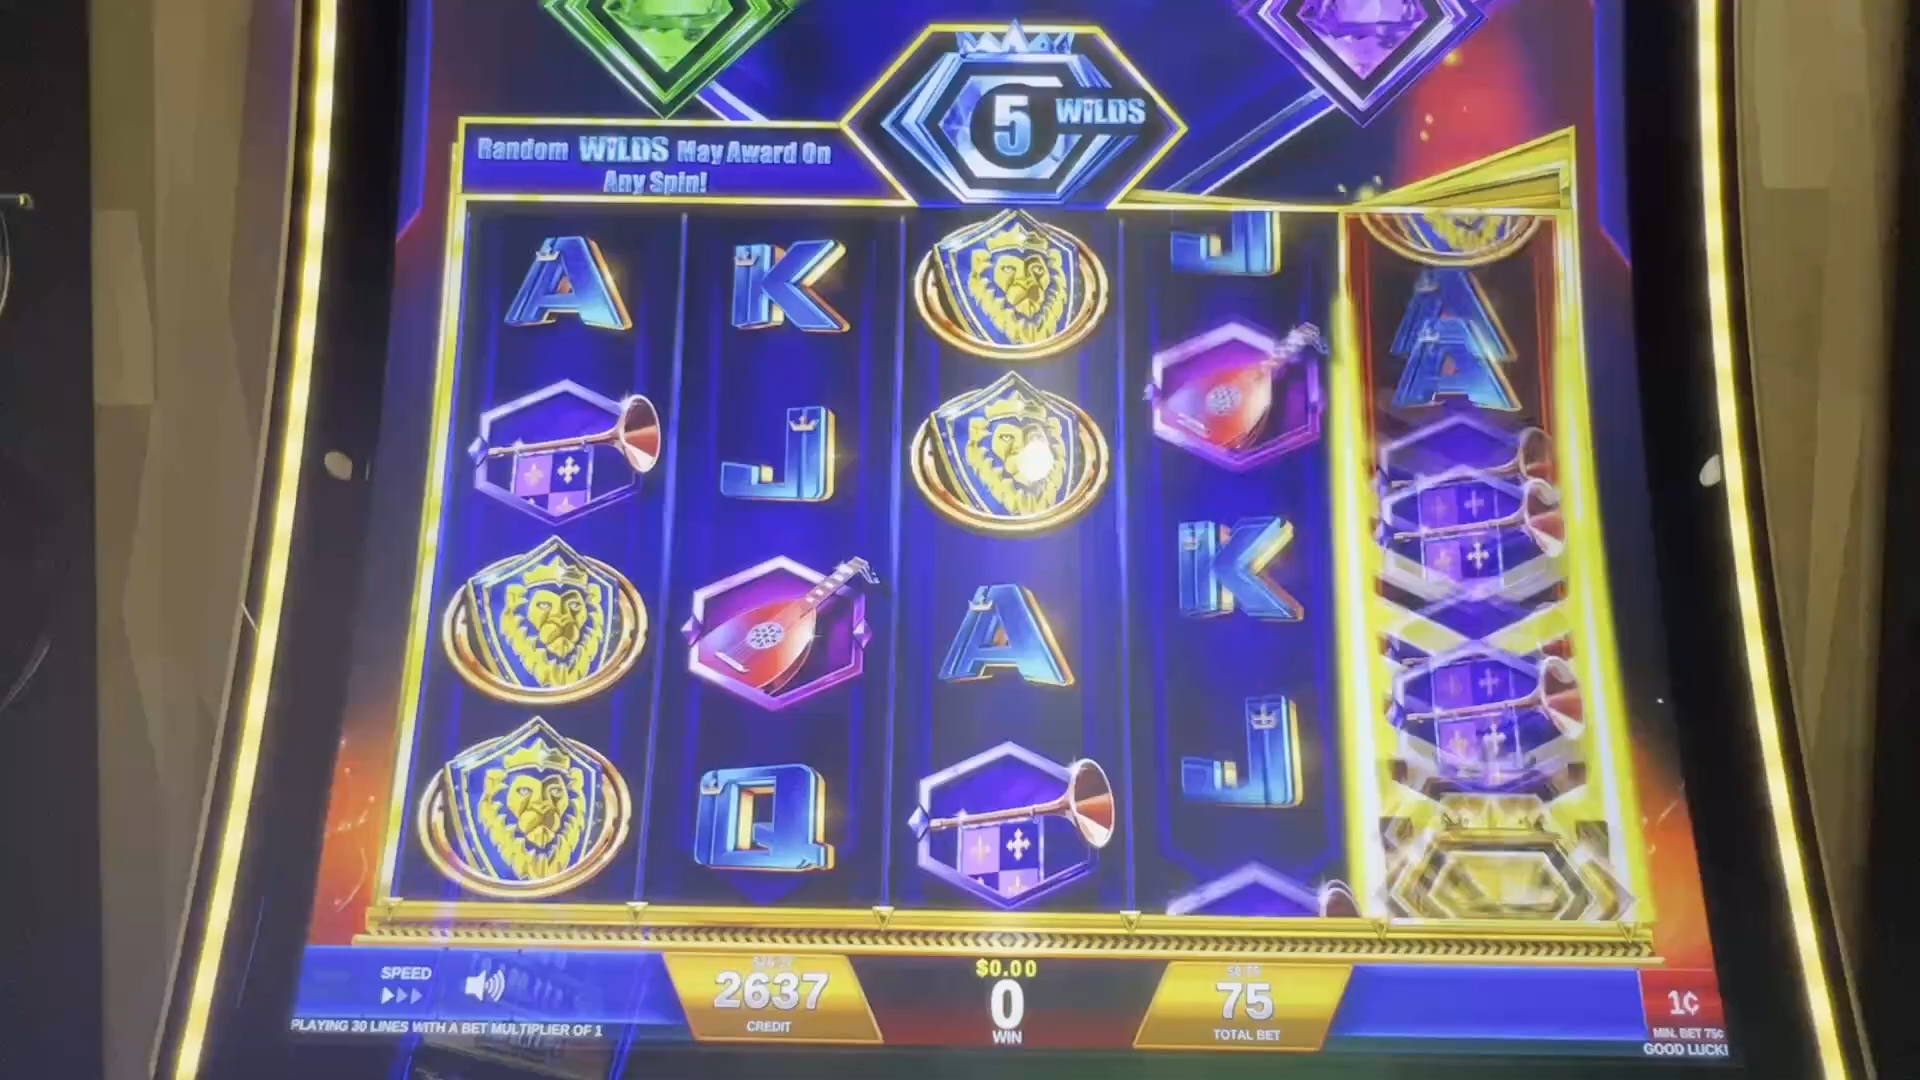 5 WILDS
Random WILDS May Award On
Any Spin!
A K J
A
J
A K
Q J
SPEED
2637
CREDIT
$0.00
0
WIN
75
TOTAL BET
1¢
MIN. BET 75¢
GOOD LUCK!
PLAYING 30 LINES WITH A BET MULTIPLIER OF 1